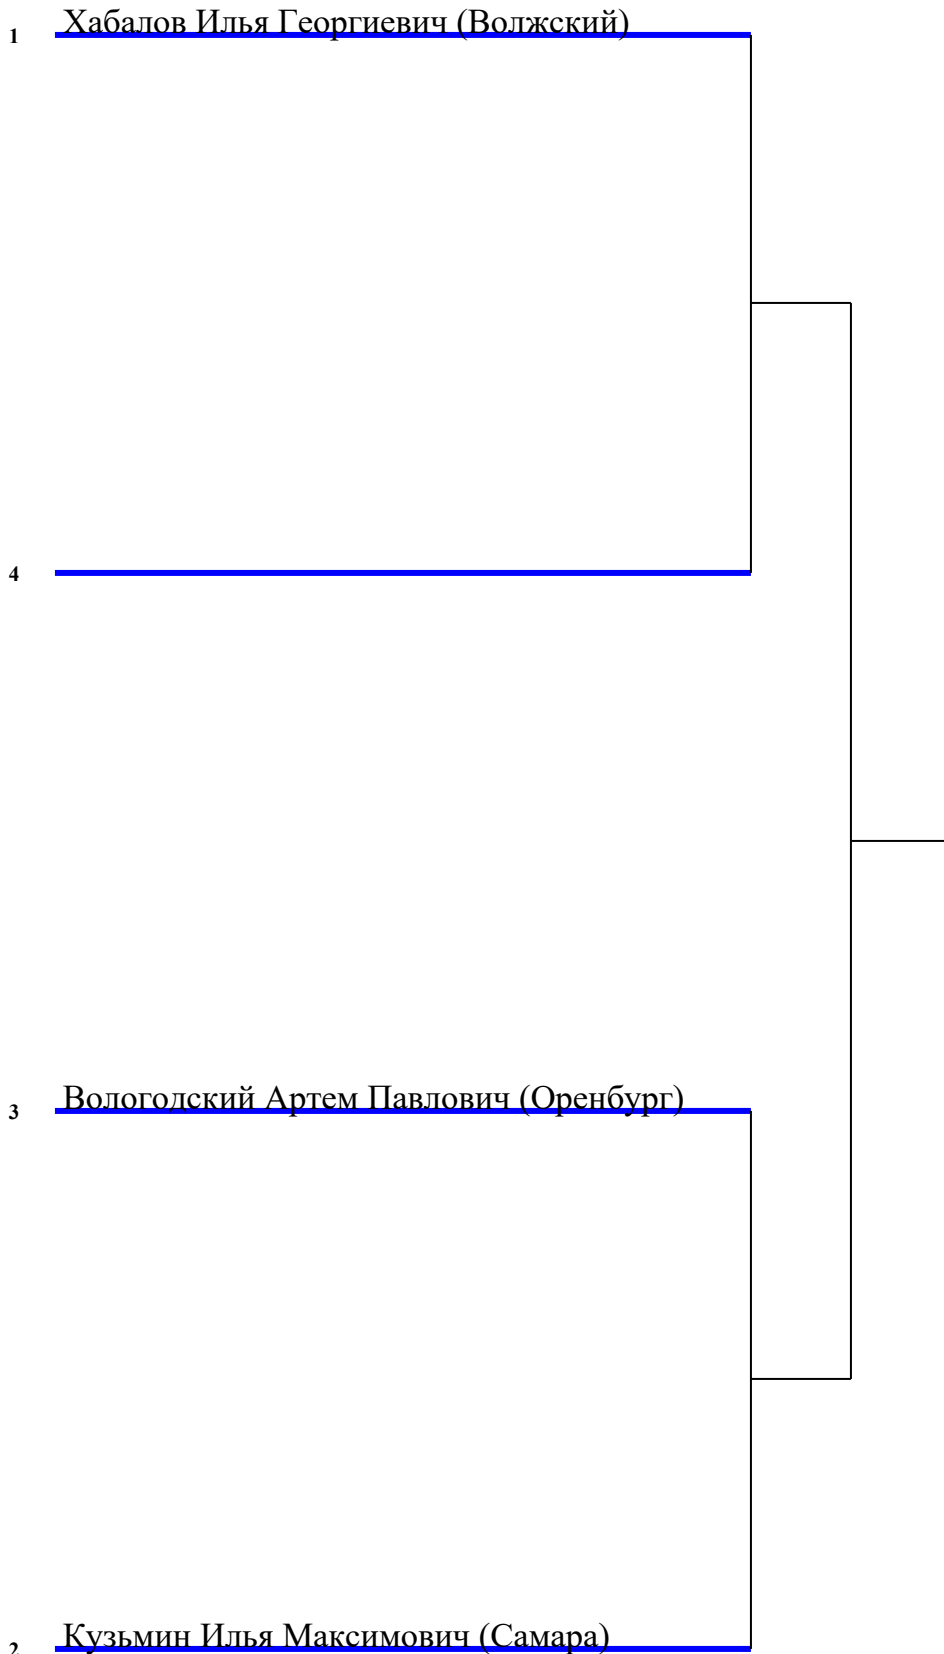 1 Хабалов Илья Георгиевич (Волжский)
4
3 Вологодский Артем Павлович (Оренбург)
2 Кузьмин Илья Максимович (Самара)